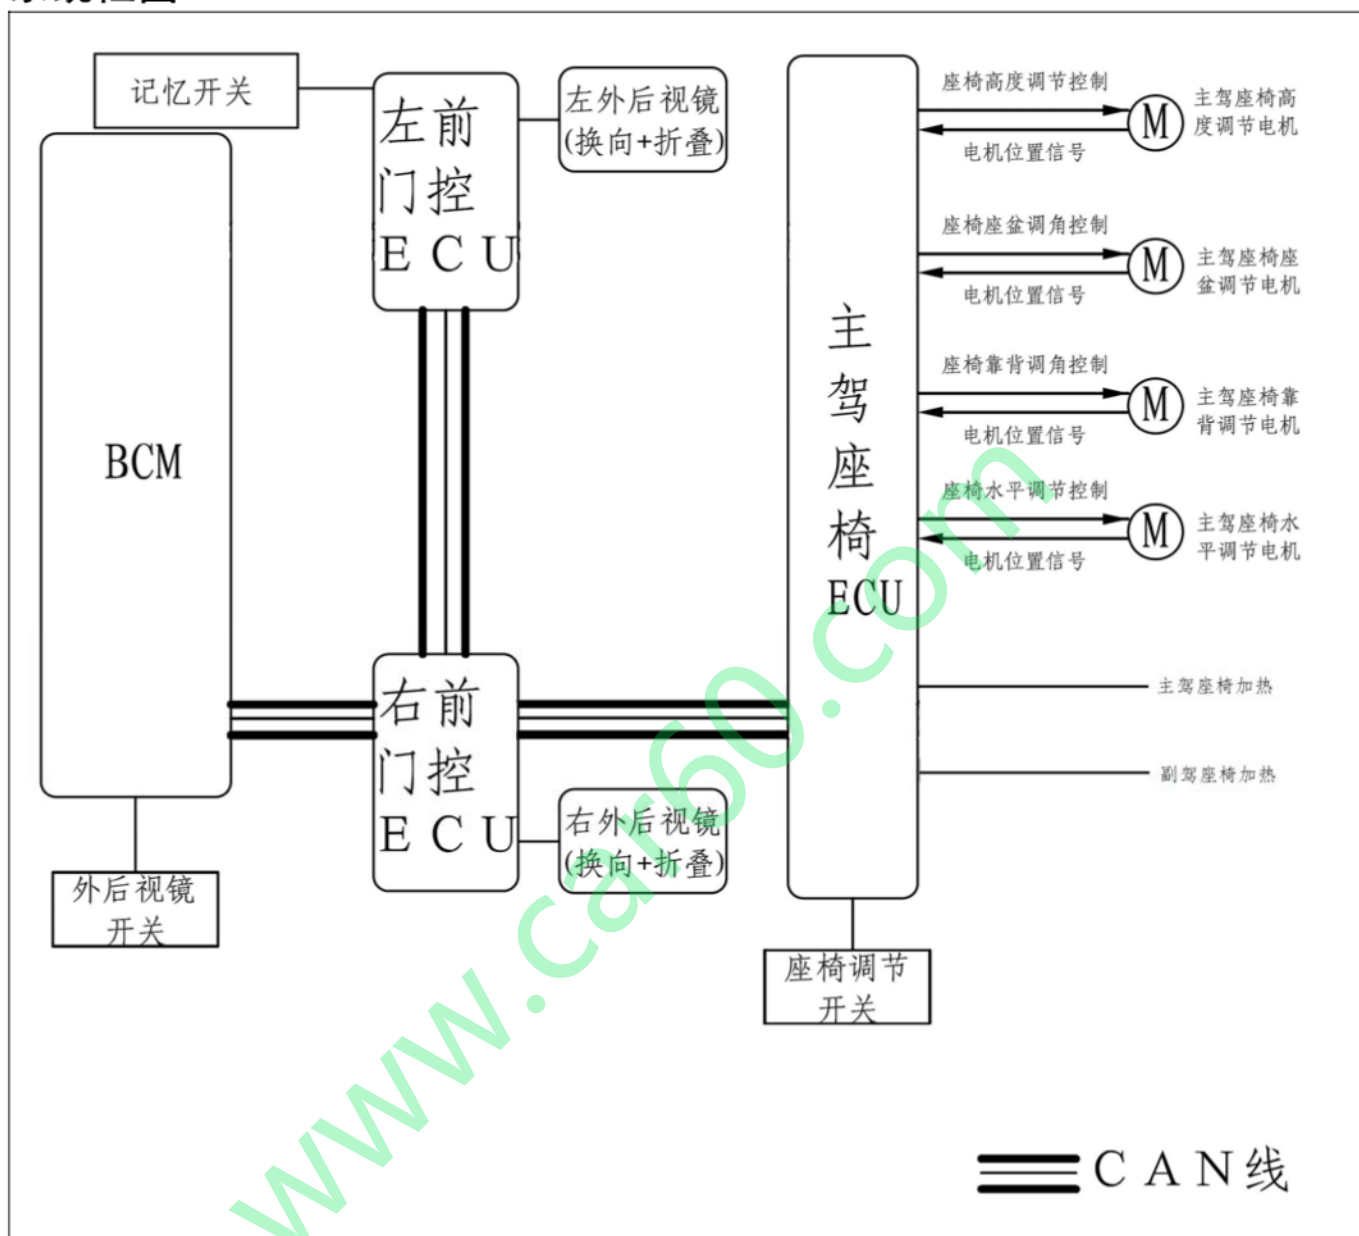 记忆开关
左前
门控
ECU
左外后视镜
(换向+折叠)
BCM
外后视镜
开关
右前
门控
ECU
右外后视镜
(换向+折叠)
主
驾
座
椅
ECU
座椅调节
开关
座椅高度调节控制
电机位置信号
M
主驾座椅高
度调节电机
座椅座盆调角控制
电机位置信号
M
主驾座椅座
盆调节电机
座椅靠背调角控制
电机位置信号
M
主驾座椅靠
背调节电机
座椅水平调节控制
电机位置信号
M
主驾座椅水
平调节电机
主驾座椅加热
副驾座椅加热
CAN线
www.car60.com